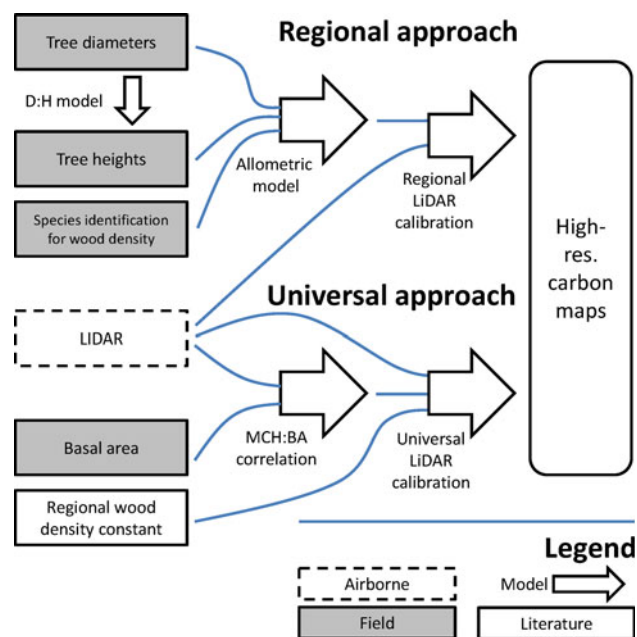 Tree diameters
Regional approach
D:H model
Tree heights
Allometric
model
Species identification
for wood density
Regional
LiDAR
calibration
High-
res.
carbon
maps
Universal approach
LIDAR
MCH:BA
correlation
Universal
LiDAR
calibration
Basal area
Regional wood
density constant
Legend
Airborne
Model
Field
Literature